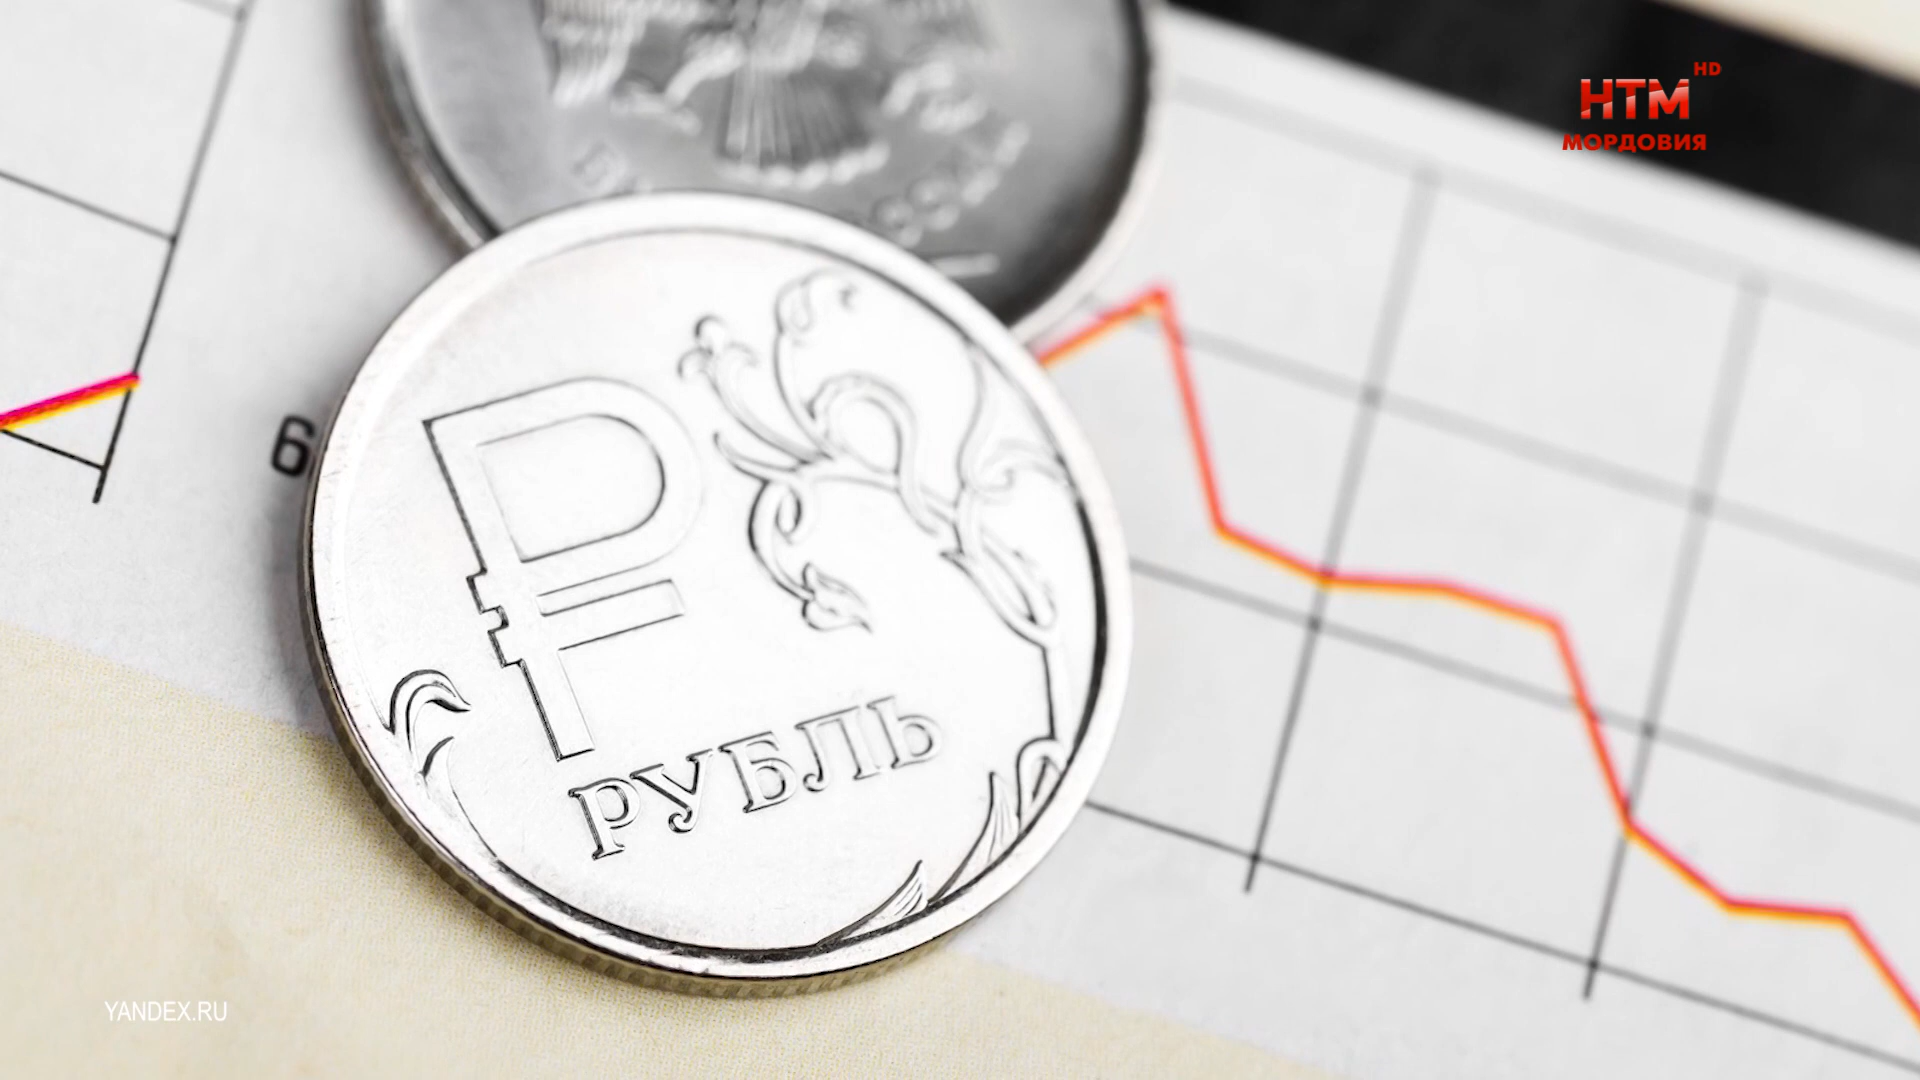 HD
НТМ
МОРДОВИЯ
6
₽
РУБЛЬ
YANDEX.RU